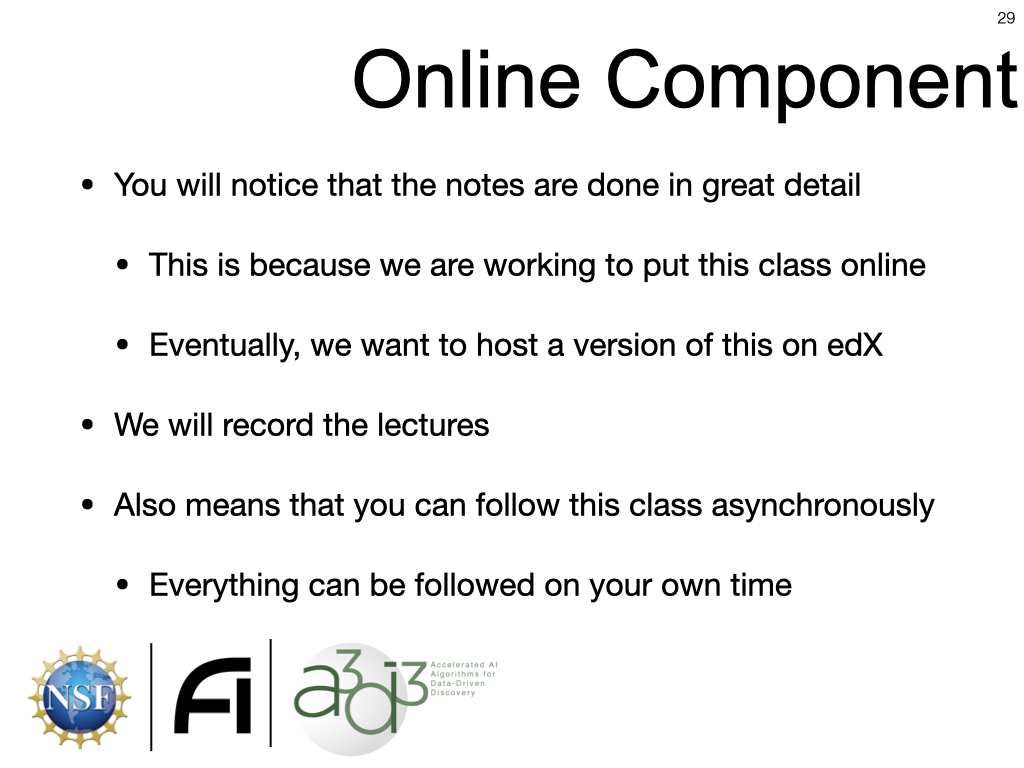 29
Online Component
• You will notice that the notes are done in great detail
• This is because we are working to put this class online
• Eventually, we want to host a version of this on edX
• We will record the lectures
• Also means that you can follow this class asynchronously
• Everything can be followed on your own time
NSF
FI
a3d3
Accelerated AI
Algorithms for
Data-Driven
Discovery